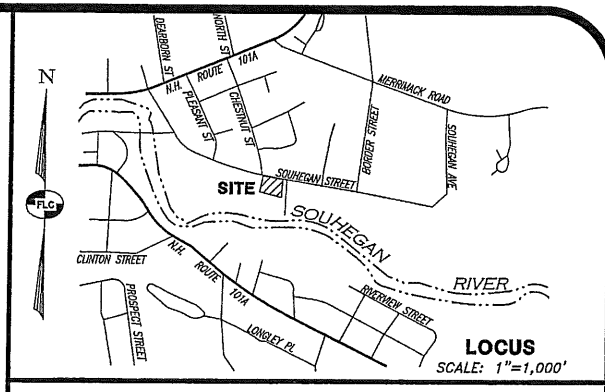 DEARBORN ST
NORTH ST
N.H. ROUTE 101A
PLEASANT ST
CHESTNUT ST
MERRIMACK ROAD
BORDER STREET
SOUHEGAN AVE
N
FLC
SITE
SOUHEGAN STREET
SOUHEGAN RIVER
CLINTON STREET
N.H. ROUTE 101A
PROSPECT STREET
RIVERVIEW STREET
LONGLEY PL
LOCUS
SCALE: 1"=1,000'